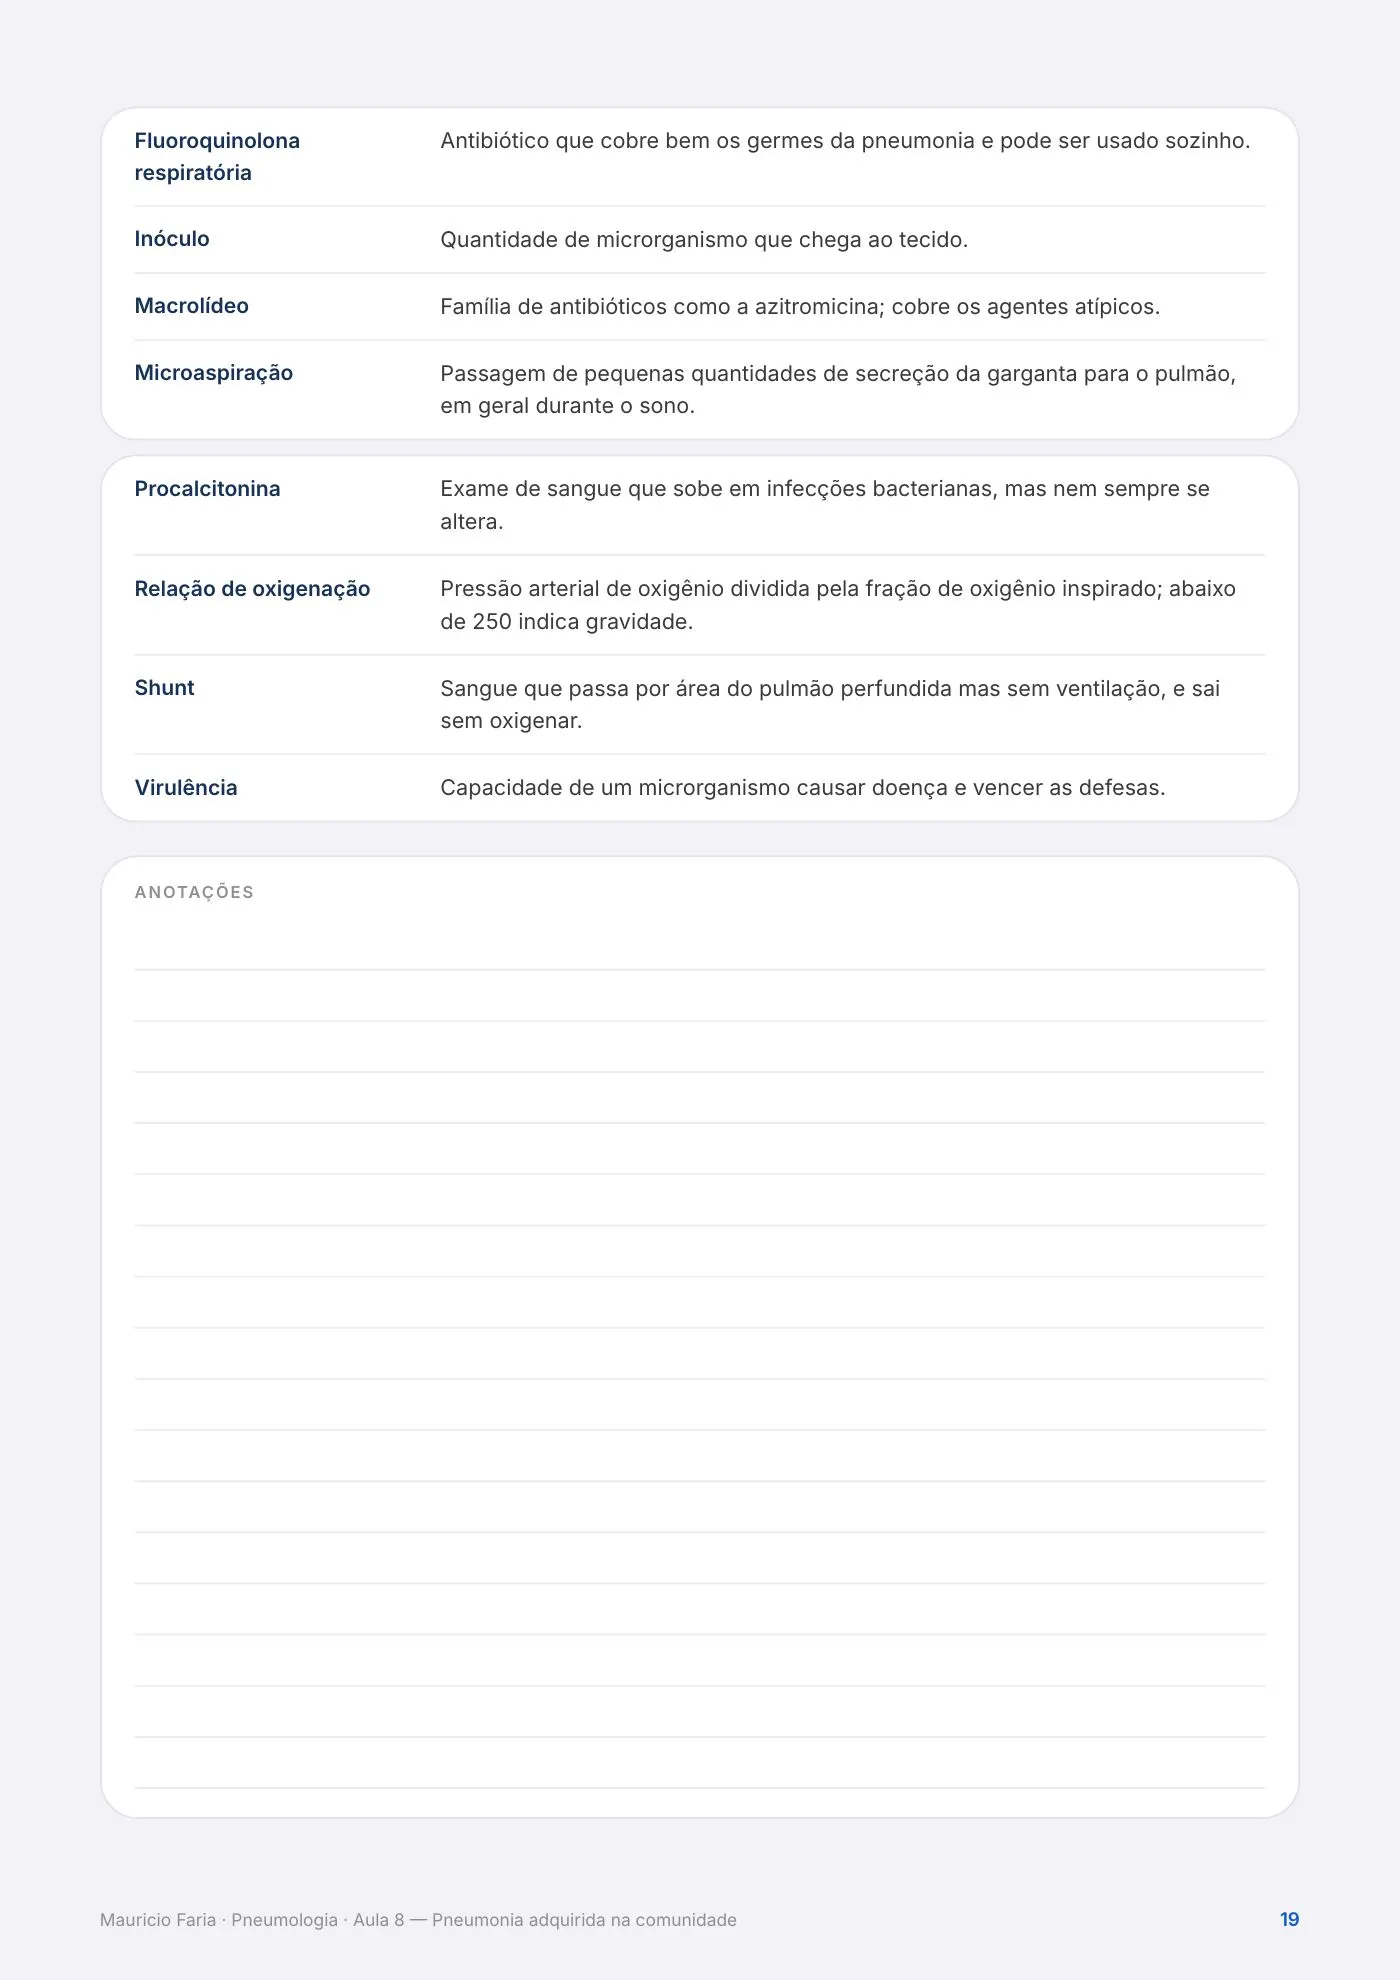 Fluoroquinolona
respiratória
Antibiótico que cobre bem os germes da pneumonia e pode ser usado sozinho.
Inóculo
Quantidade de microrganismo que chega ao tecido.
Macrolídeo
Família de antibióticos como a azitromicina; cobre os agentes atípicos.
Microaspiração
Passagem de pequenas quantidades de secreção da garganta para o pulmão,
em geral durante o sono.
Procalcitonina
Exame de sangue que sobe em infecções bacterianas, mas nem sempre se
altera.
Relação de oxigenação
Pressão arterial de oxigênio dividida pela fração de oxigênio inspirado; abaixo
de 250 indica gravidade.
Shunt
Sangue que passa por área do pulmão perfundida mas sem ventilação, e sai
sem oxigenar.
Virulência
Capacidade de um microrganismo causar doença e vencer as defesas.
ANOTAÇÕES
Mauricio Faria · Pneumologia · Aula 8 — Pneumonia adquirida na comunidade
19